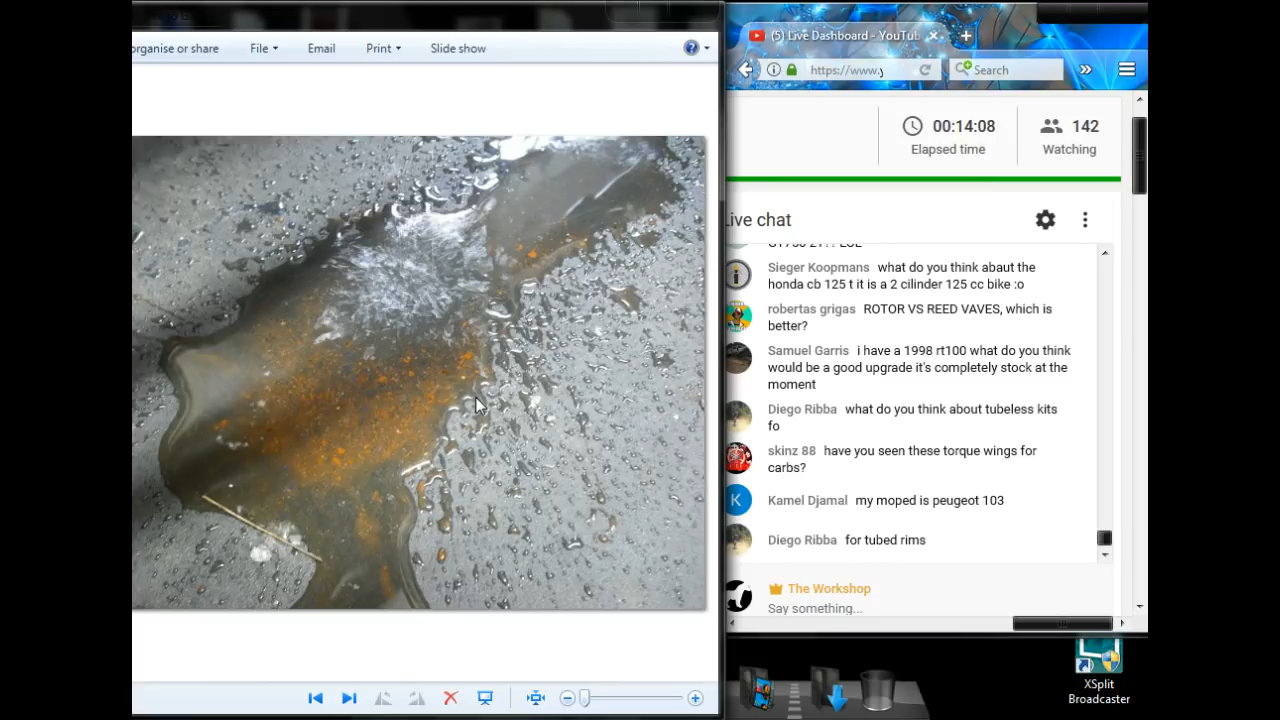 organise or share File Email Print Slide show
(5) Live Dashboard - YouTub
https://www.y
Search
00:14:08
Elapsed time
142
Watching
Live chat
Sieger Koopmans what do you think abaut the
honda cb 125 t it is a 2 cilinder 125 cc bike :o
robertas grigas ROTOR VS REED VAVES, which is
better?
Samuel Garris i have a 1998 rt100 what do you think
would be a good upgrade it's completely stock at the
moment
Diego Ribba what do you think about tubeless kits
fo
skinz 88 have you seen these torque wings for
carbs?
K
Kamel Djamal my moped is peugeot 103
Diego Ribba for tubed rims
The Workshop
Say something...
XSplit
Broadcaster